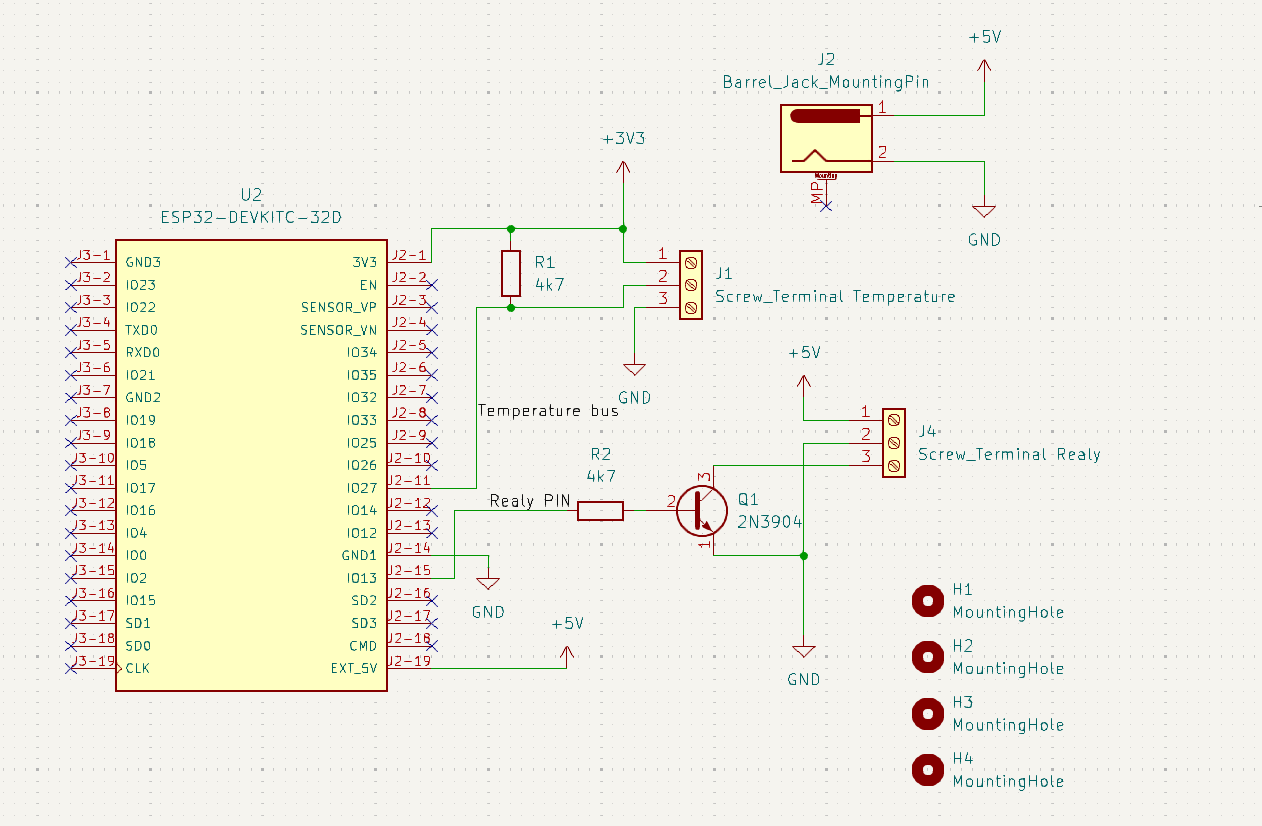 +5V
J2
Barrel_Jack_MountingPin
1
2
Mounting
MP
GND
+3V3
U2
ESP32-DEVKITC-32D
J3-1 GND3 3V3 J2-1
J3-2 IO23 EN J2-2
J3-3 IO22 SENSOR_VP J2-3
J3-4 TXD0 SENSOR_VN J2-4
J3-5 RXD0 IO34 J2-5
J3-6 IO21 IO35 J2-6
J3-7 GND2 IO32 J2-7
J3-8 IO19 IO33 J2-8
J3-9 IO18 IO25 J2-9
J3-10 IO5 IO26 J2-10
J3-11 IO17 IO27 J2-11
J3-12 IO16 IO14 J2-12
J3-13 IO4 IO12 J2-13
J3-14 IO0 GND1 J2-14
J3-15 IO2 IO13 J2-15
J3-16 IO15 SD2 J2-16
J3-17 SD1 SD3 J2-17
J3-18 SD0 CMD J2-18
J3-19 CLK EXT_5V J2-19
R1
4k7
1
2
3
J1
Screw_Terminal Temperature
GND
Temperature bus
+5V
1
2
3
J4
Screw_Terminal Realy
R2
4k7
Realy PIN
2
3
1
Q1
2N3904
GND
+5V
GND
H1
MountingHole
H2
MountingHole
H3
MountingHole
H4
MountingHole